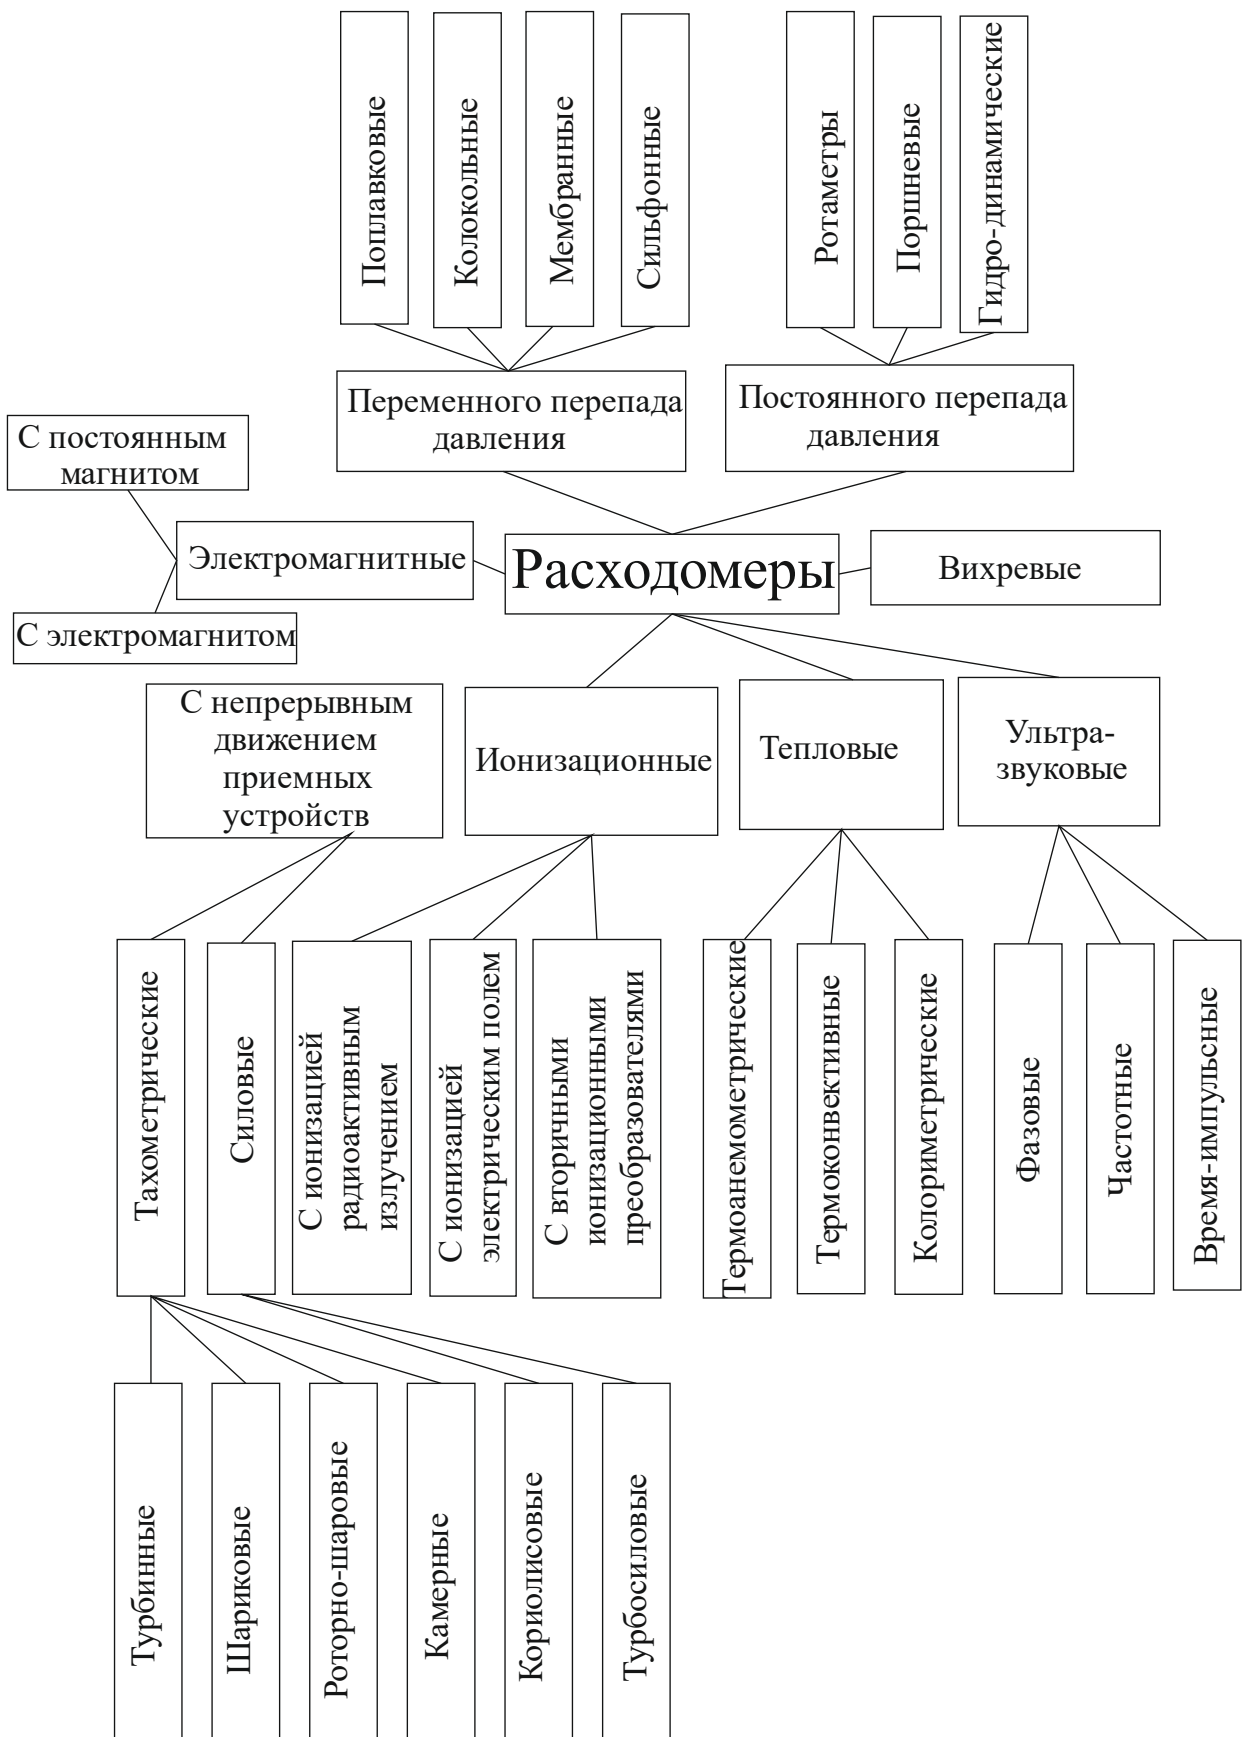 Поплавковые
Колокольные
Мембранные
Сильфонные
Ротаметры
Поршневые
Гидро-динамические
Переменного перепада
давления
Постоянного перепада
давления
С постоянным
магнитом
Электромагнитные
Расходомеры
Вихревые
С электромагнитом
С непрерывным
движением
приемных
устройств
Ионизационные
Тепловые
Ультра-
звуковые
Тахометрические
Силовые
С ионизацией
радиоактивным
излучением
С ионизацией
электрическим полем
С вторичными
ионизационными
преобразователями
Термоанемометрические
Термоконвективные
Колориметрические
Фазовые
Частотные
Время-импульсные
Турбинные
Шариковые
Роторно-шаровые
Камерные
Кориолисовые
Турбосиловые